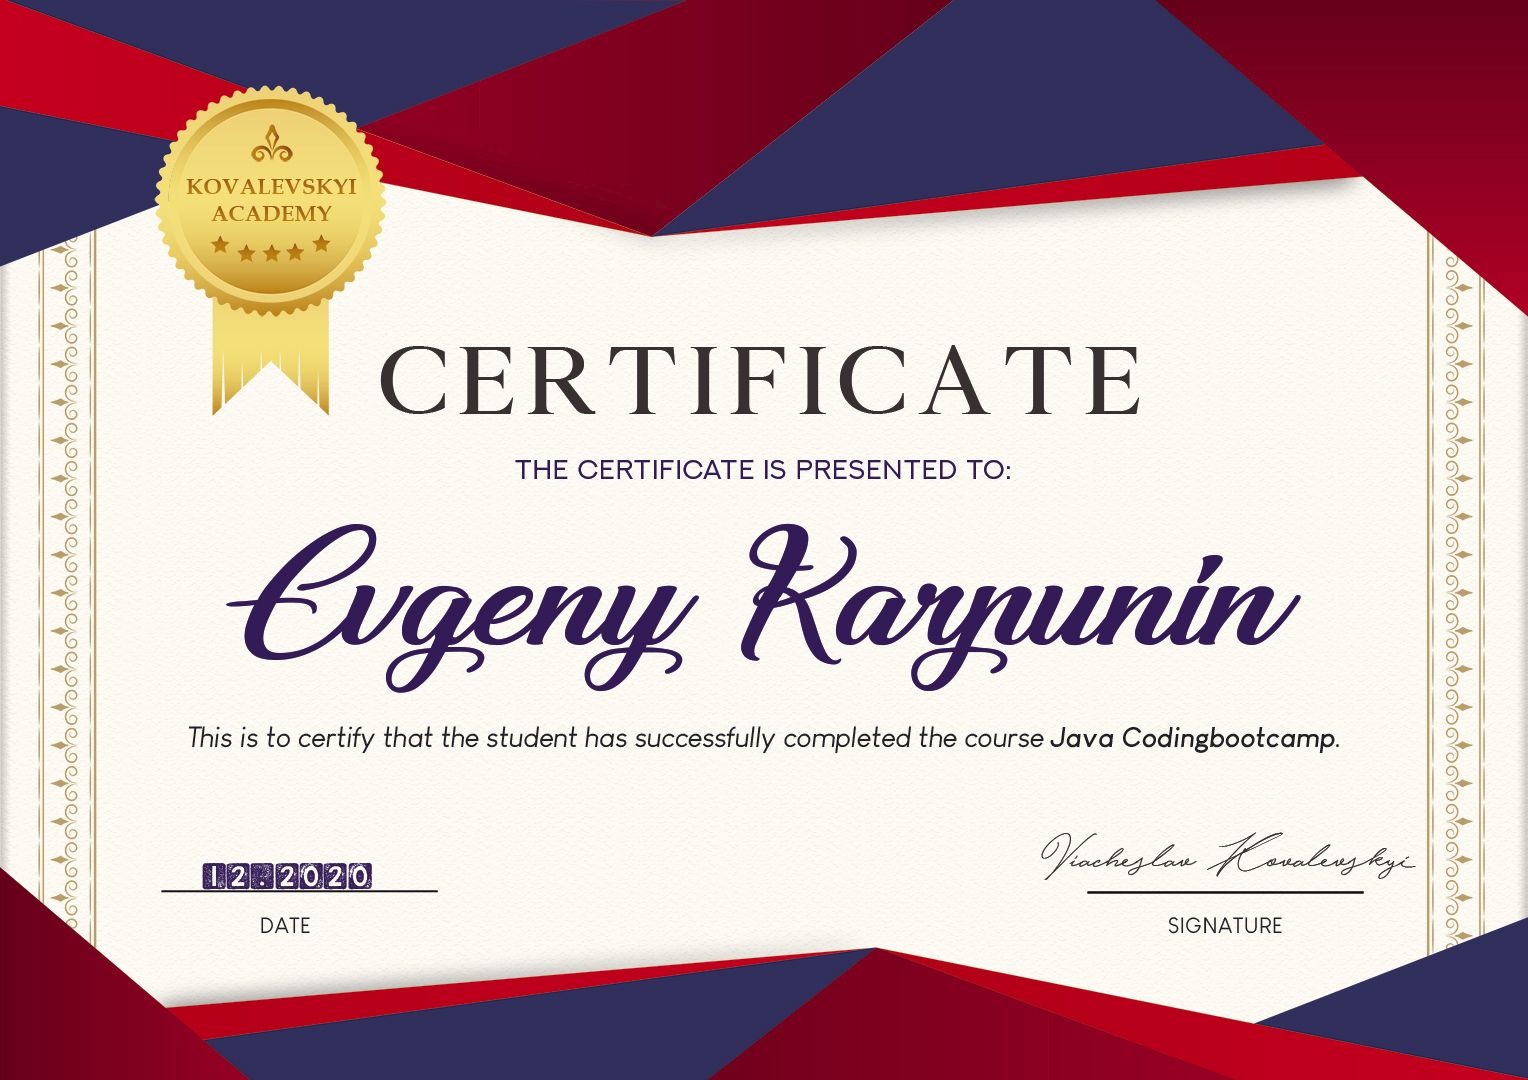 KOVALEVSKYI
ACADEMY
CERTIFICATE
THE CERTIFICATE IS PRESENTED TO:
Evgeny Karpunin
This is to certify that the student has successfully completed the course Java Codingbootcamp.
12.2020
Viacheslav Kovalevskyi
DATE
SIGNATURE